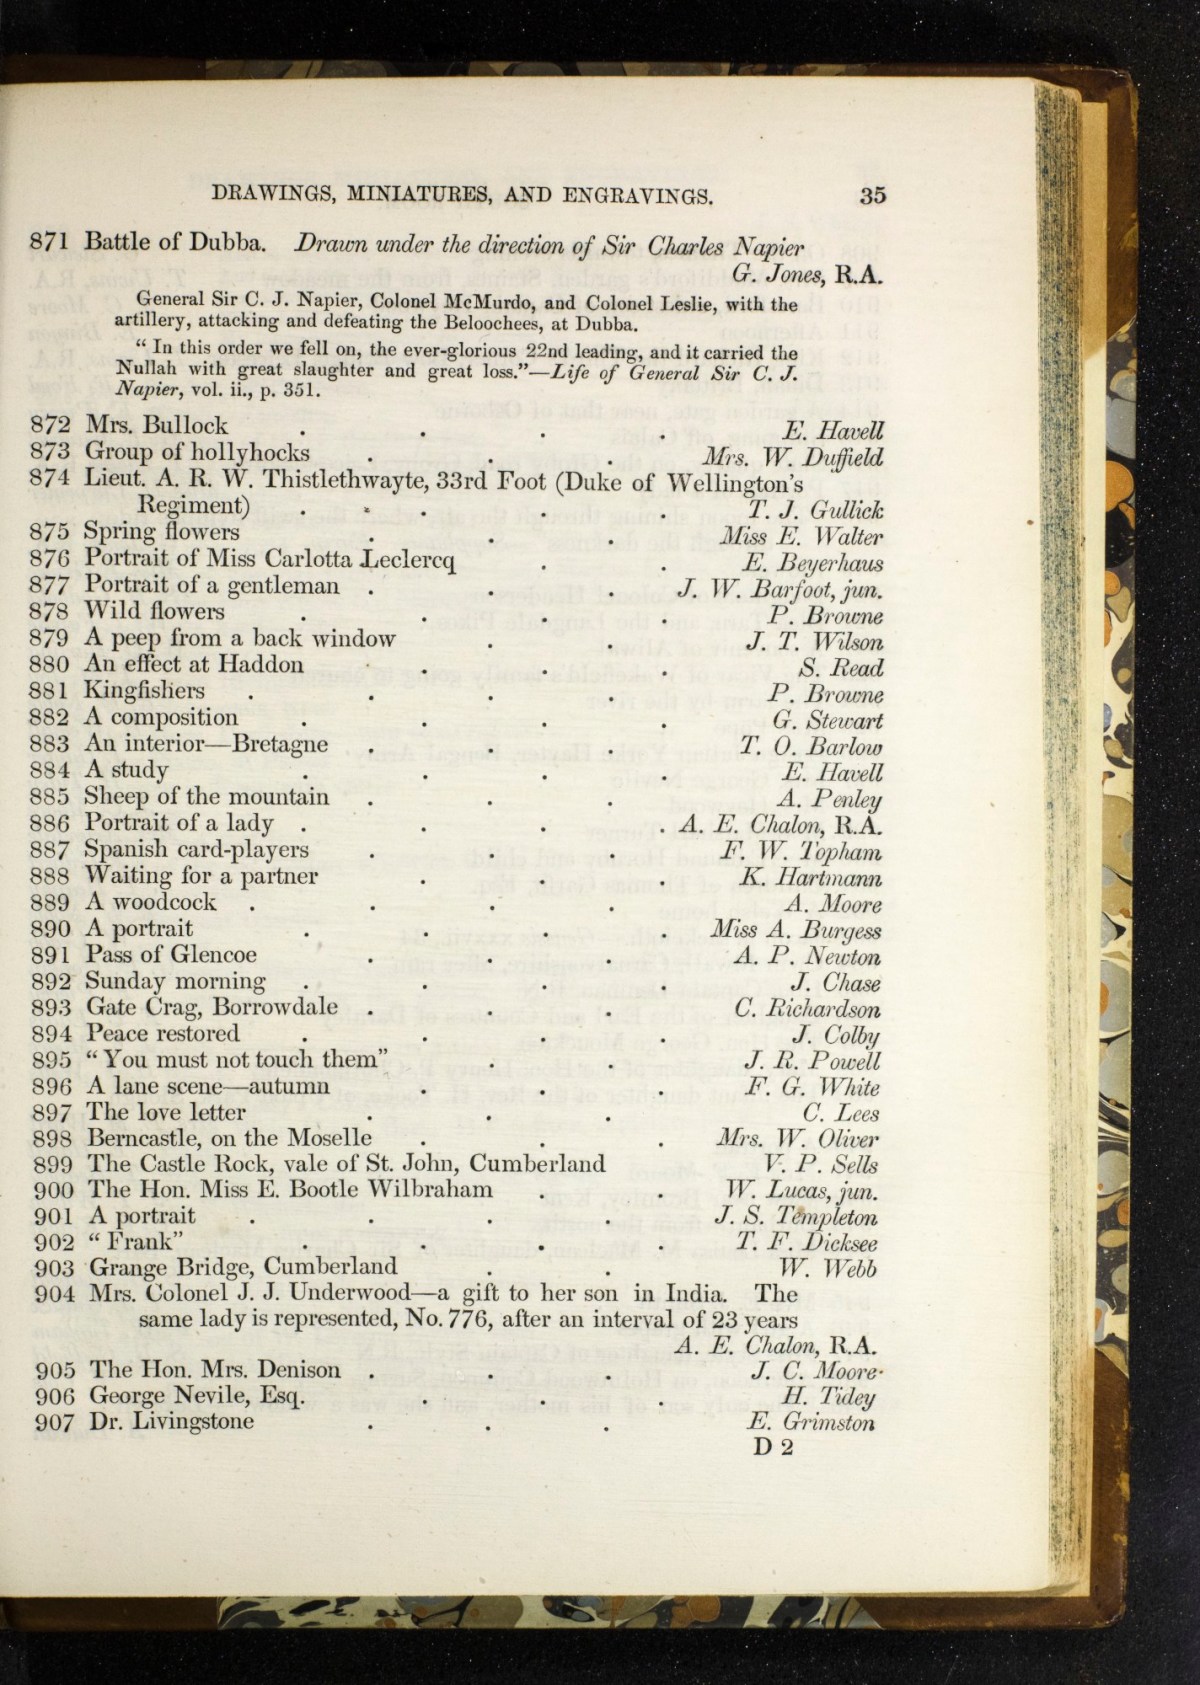 DRAWINGS, MINIATURES, AND ENGRAVINGS. 35
871 Battle of Dubba. Drawn under the direction of Sir Charles Napier
G. Jones, R.A.
General Sir C. J. Napier, Colonel McMurdo, and Colonel Leslie, with the
artillery, attacking and defeating the Beloochees, at Dubba.
“ In this order we fell on, the ever-glorious 22nd leading, and it carried the
Nullah with great slaughter and great loss.”—Life of General Sir C. J.
Napier, vol. ii., p. 351.
872 Mrs. Bullock . . . . E. Havell
873 Group of hollyhocks . . . Mrs. W. Duffield
874 Lieut. A. R. W. Thistlethwayte, 33rd Foot (Duke of Wellington's
Regiment) . . . . . T. J. Gullick
875 Spring flowers . . . Miss E. Walter
876 Portrait of Miss Carlotta Leclercq . . E. Beyerhaus
877 Portrait of a gentleman . . . J. W. Barfoot, jun.
878 Wild flowers . . . . P. Browne
879 A peep from a back window . . J. T. Wilson
880 An effect at Haddon . . . S. Read
881 Kingfishers . . . . P. Browne
882 A composition . . . . G. Stewart
883 An interior—Bretagne . . . T. O. Barlow
884 A study . . . . E. Havell
885 Sheep of the mountain . . . A. Penley
886 Portrait of a lady . . . . A. E. Chalon, R.A.
887 Spanish card-players . . . F. W. Topham
888 Waiting for a partner . . . K. Hartmann
889 A woodcock . . . . A. Moore
890 A portrait . . . . Miss A. Burgess
891 Pass of Glencoe . . . A. P. Newton
892 Sunday morning . . . . J. Chase
893 Gate Crag, Borrowdale . . . C. Richardson
894 Peace restored . . . . J. Colby
895 “ You must not touch them” . . J. R. Powell
896 A lane scene—autumn . . . F. G. White
897 The love letter . . . C. Lees
898 Berncastle, on the Moselle . . . Mrs. W. Oliver
899 The Castle Rock, vale of St. John, Cumberland V. P. Sells
900 The Hon. Miss E. Bootle Wilbraham . . W. Lucas, jun.
901 A portrait . . . . J. S. Templeton
902 “ Frank” . . . T. F. Dicksee
903 Grange Bridge, Cumberland . . W. Webb
904 Mrs. Colonel J. J. Underwood—a gift to her son in India. The
same lady is represented, No. 776, after an interval of 23 years
A. E. Chalon, R.A.
905 The Hon. Mrs. Denison . . . J. C. Moore
906 George Nevile, Esq. . . . H. Tidey
907 Dr. Livingstone . . . E. Grimston
D 2